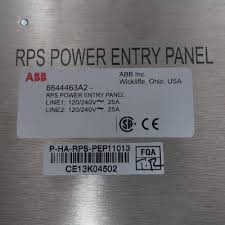 RPS POWER ENTRY PANEL
ABB
ABB Inc
Wickliffe, Ohio, USA
6644463A2 -
RPS POWER ENTRY PANEL
LINE1: 120/240V~ 25A
LINE2: 120/240V~ 25A
P-HA-RPS-PEP11013
CE13K04502
FQA